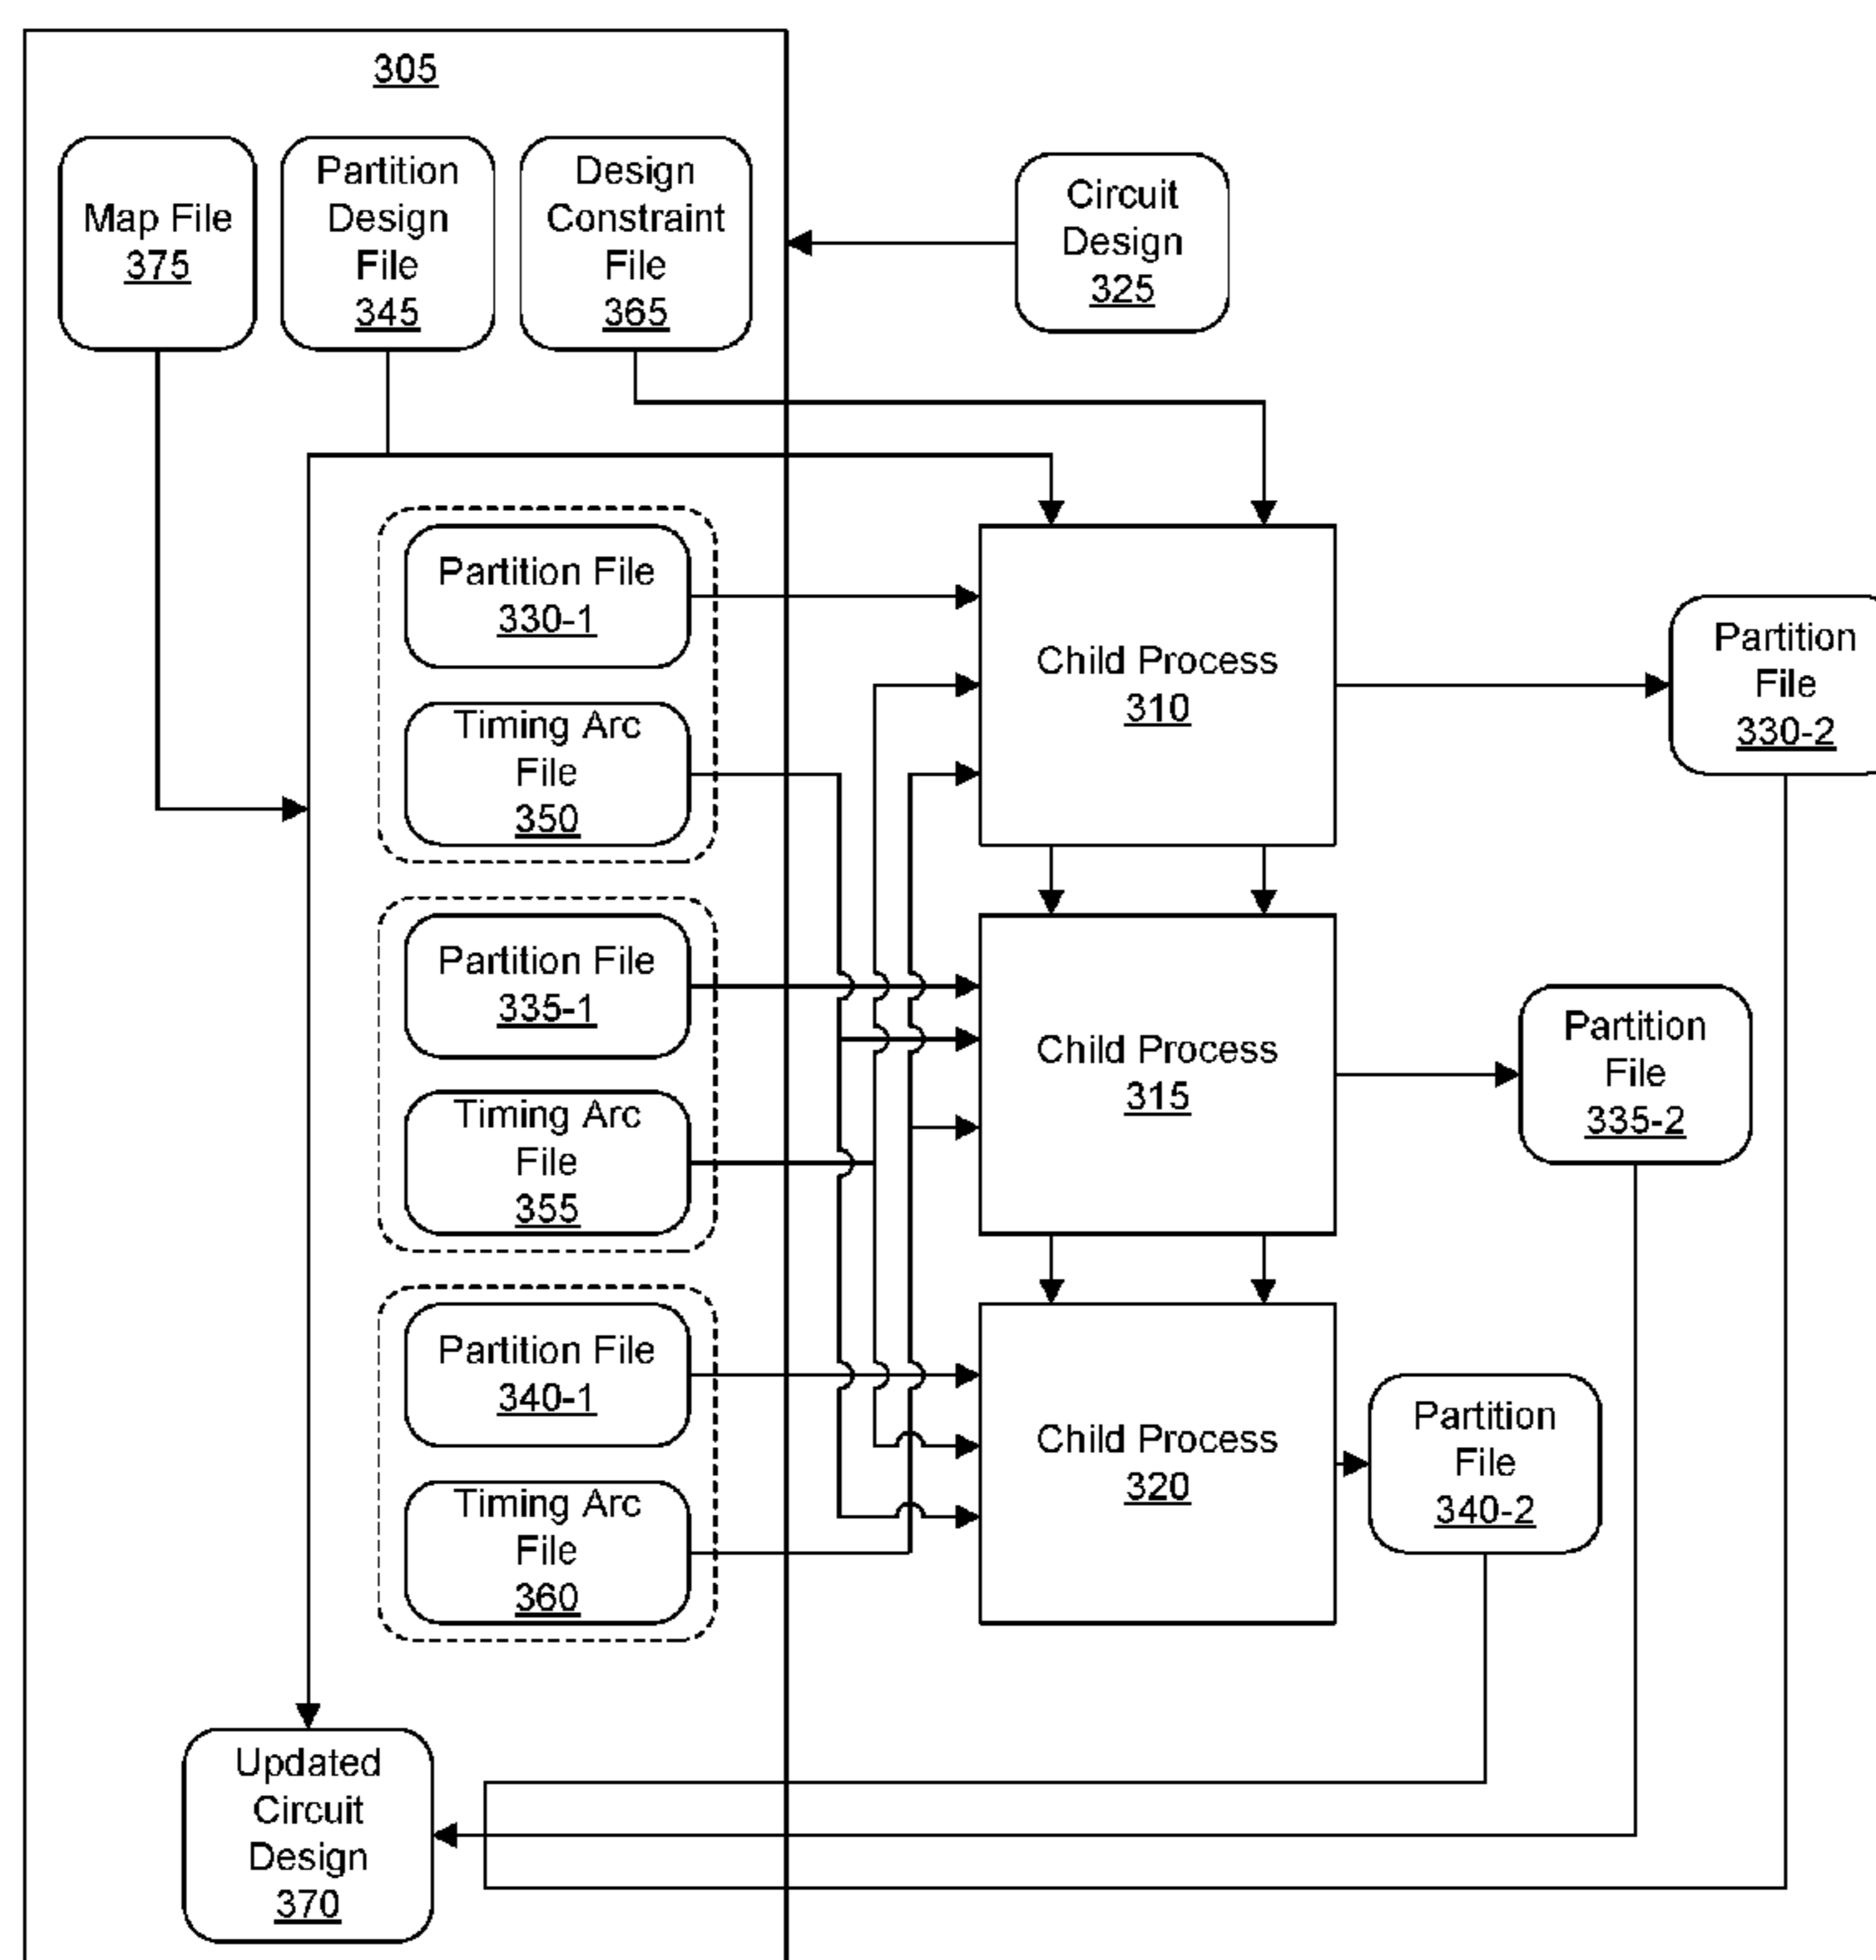 305
Map File
375
Partition
Design
File
345
Design
Constraint
File
365
Circuit
Design
325
Partition File
330-1
Timing Arc
File
350
Child Process
310
Partition
File
330-2
Partition File
335-1
Timing Arc
File
355
Child Process
315
Partition
File
335-2
Partition File
340-1
Timing Arc
File
360
Child Process
320
Partition
File
340-2
Updated
Circuit
Design
370